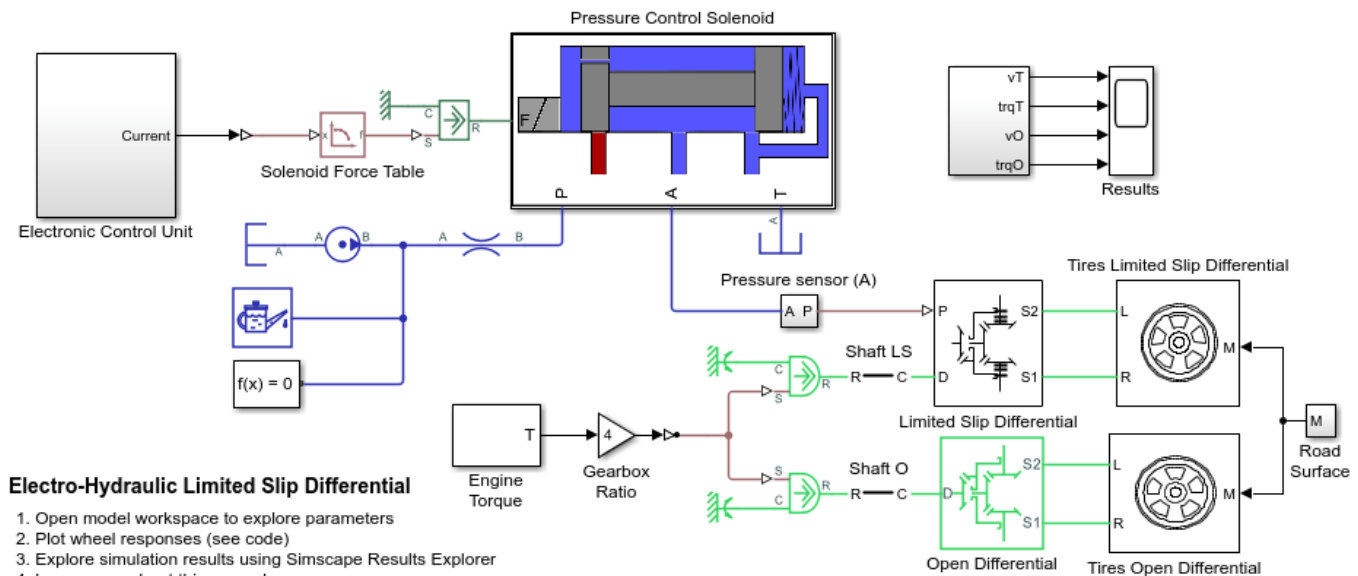 Pressure Control Solenoid
Current
Electronic Control Unit
x f
Solenoid Force Table
C
S
R
F
P
A
T
A
vT
trqT
vO
trqO
Results
A
A B
A B
f(x) = 0
Pressure sensor (A)
A P
P
S2
D
S1
Limited Slip Differential
Tires Limited Slip Differential
L
R
M
C
S
R
Shaft LS
R C
T
Engine
Torque
4
Gearbox
Ratio
S
C
R
Shaft O
R C
D
S2
S1
Open Differential
L
R
M
Tires Open Differential
M
Road
Surface
Electro-Hydraulic Limited Slip Differential
1. Open model workspace to explore parameters
2. Plot wheel responses (see code)
3. Explore simulation results using Simscape Results Explorer